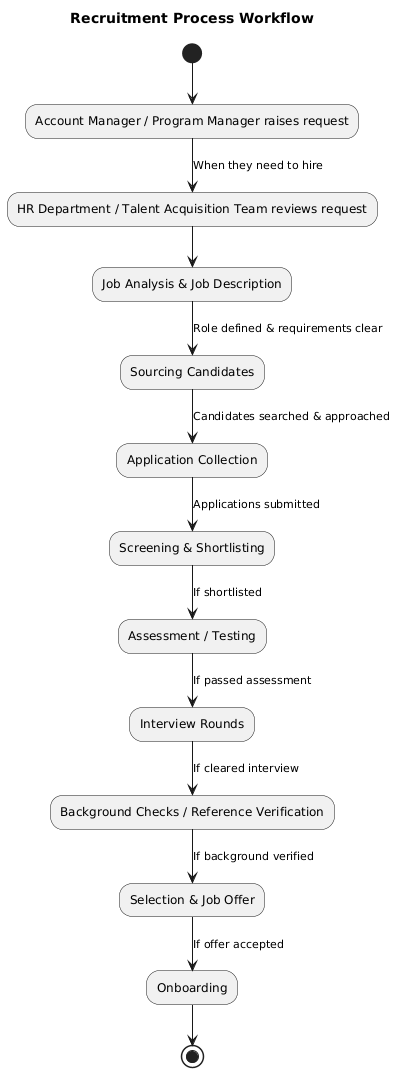 Recruitment Process Workflow
Account Manager / Program Manager raises request
When they need to hire
HR Department / Talent Acquisition Team reviews request
Job Analysis & Job Description
Role defined & requirements clear
Sourcing Candidates
Candidates searched & approached
Application Collection
Applications submitted
Screening & Shortlisting
If shortlisted
Assessment / Testing
If passed assessment
Interview Rounds
If cleared interview
Background Checks / Reference Verification
If background verified
Selection & Job Offer
If offer accepted
Onboarding